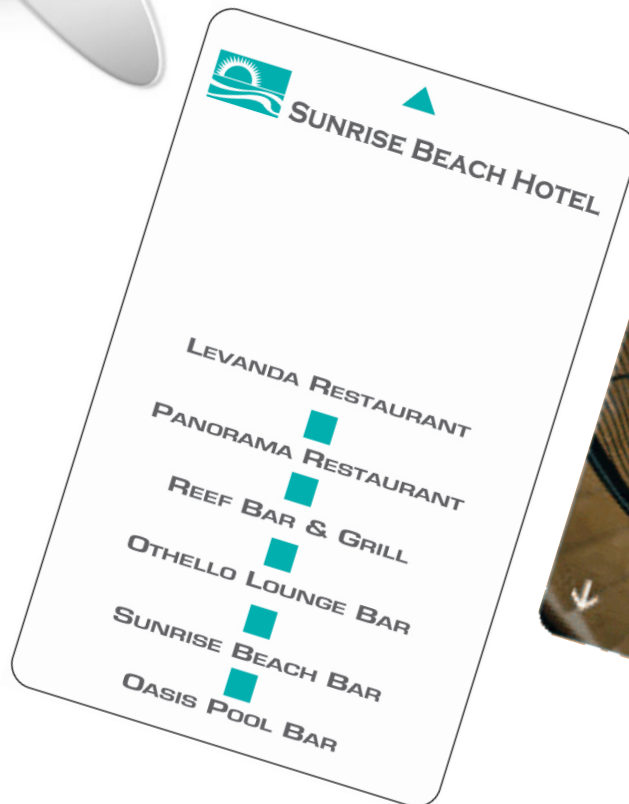 SUNRISE BEACH HOTEL
LEVANDA RESTAURANT
PANORAMA RESTAURANT
REEF BAR & GRILL
OTHELLO LOUNGE BAR
SUNRISE BEACH BAR
OASIS POOL BAR